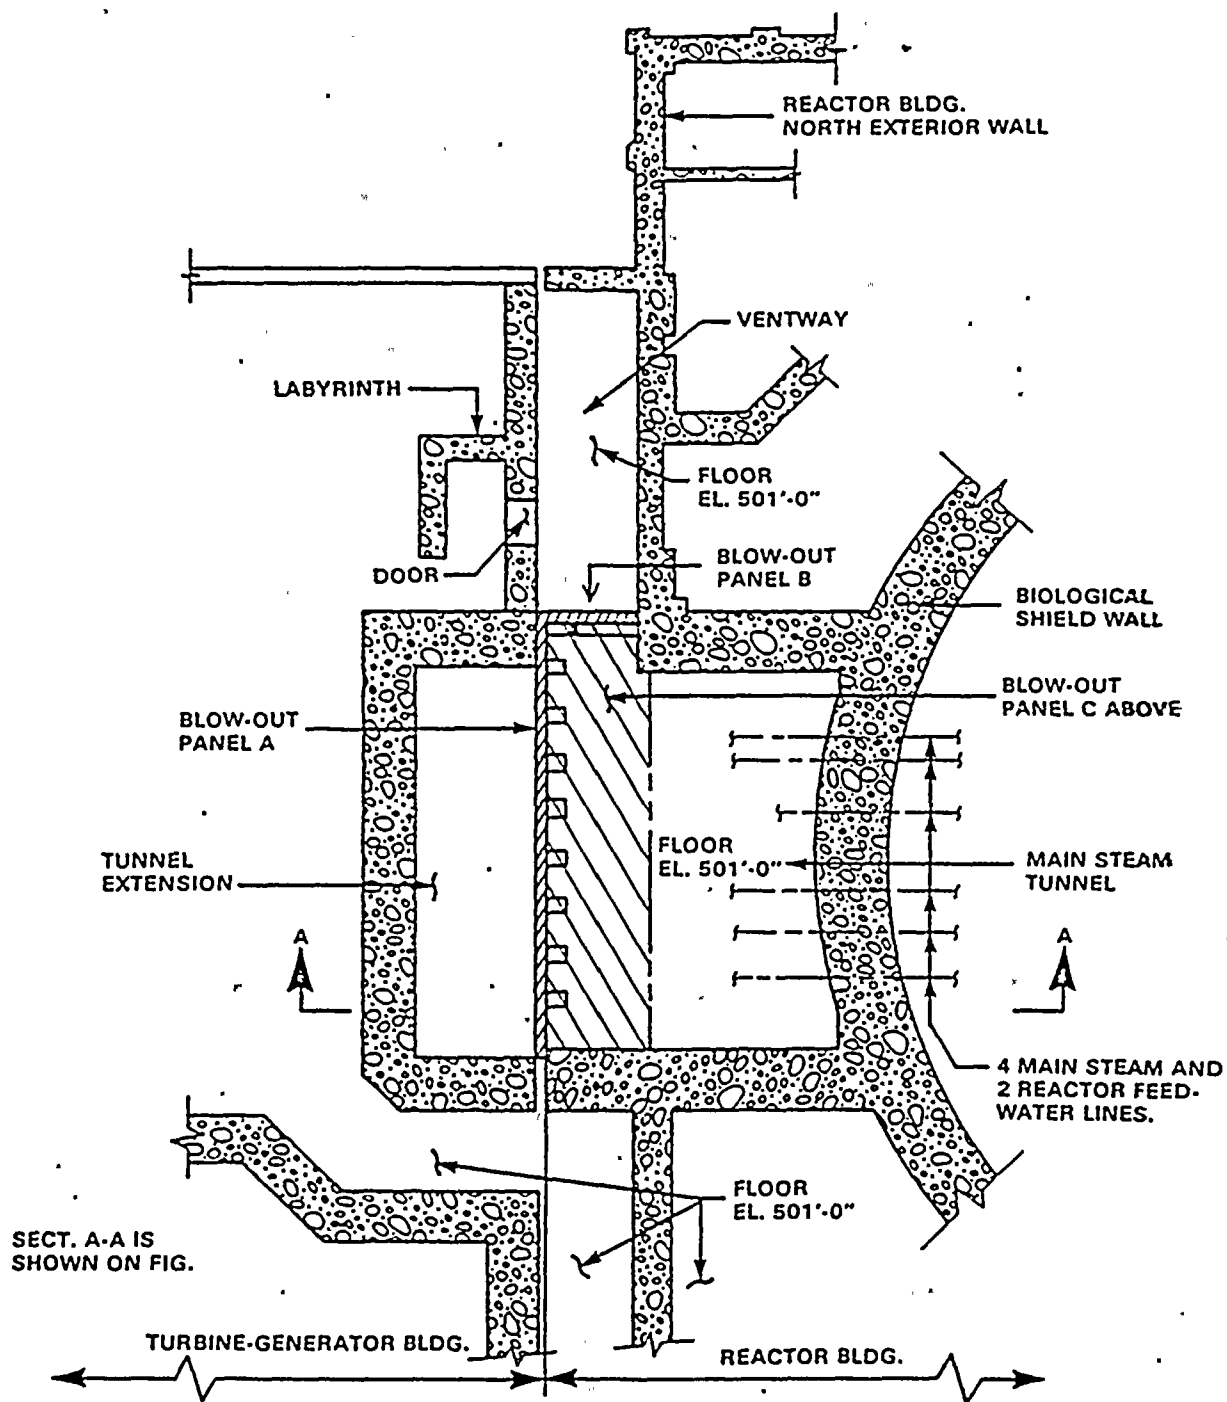 REACTOR BLDG.
NORTH EXTERIOR WALL
VENTWAY
LABYRINTH
FLOOR
EL. 501'-0"
DOOR
BLOW-OUT
PANEL B
BIOLOGICAL
SHIELD WALL
BLOW-OUT
PANEL C ABOVE
BLOW-OUT
PANEL A
FLOOR
EL. 501'-0"
MAIN STEAM
TUNNEL
TUNNEL
EXTENSION
A
A
4 MAIN STEAM AND
2 REACTOR FEED-
WATER LINES.
FLOOR
EL. 501'-0"
SECT. A-A IS
SHOWN ON FIG.
TURBINE-GENERATOR BLDG.
REACTOR BLDG.